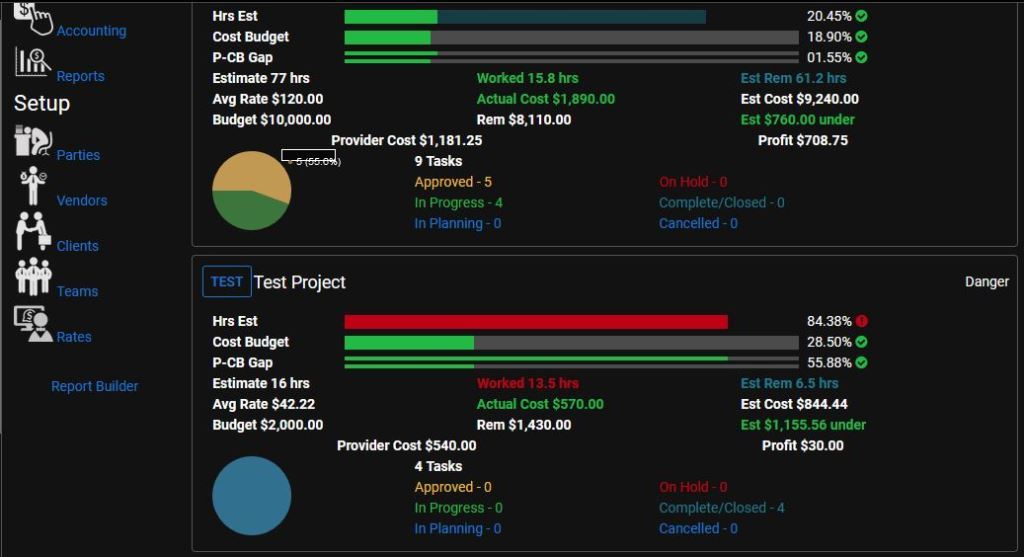 Accounting
Reports
Setup
Parties
Vendors
Clients
Teams
Rates
Report Builder
Hrs Est 20.45%
Cost Budget 18.90%
P-CB Gap 01.55%
Estimate 77 hrs Worked 15.8 hrs Est Rem 61.2 hrs
Avg Rate $120.00 Actual Cost $1,890.00 Est Cost $9,240.00
Budget $10,000.00 Rem $8,110.00 Est $760.00 under
Provider Cost $1,181.25 Profit $708.75
- 5 (55.0%)
9 Tasks
Approved - 5 On Hold - 0
In Progress - 4 Complete/Closed - 0
In Planning - 0 Cancelled - 0
TEST Test Project Danger
Hrs Est 84.38%
Cost Budget 28.50%
P-CB Gap 55.88%
Estimate 16 hrs Worked 13.5 hrs Est Rem 6.5 hrs
Avg Rate $42.22 Actual Cost $570.00 Est Cost $844.44
Budget $2,000.00 Rem $1,430.00 Est $1,155.56 under
Provider Cost $540.00 Profit $30.00
4 Tasks
Approved - 0 On Hold - 0
In Progress - 0 Complete/Closed - 4
In Planning - 0 Cancelled - 0